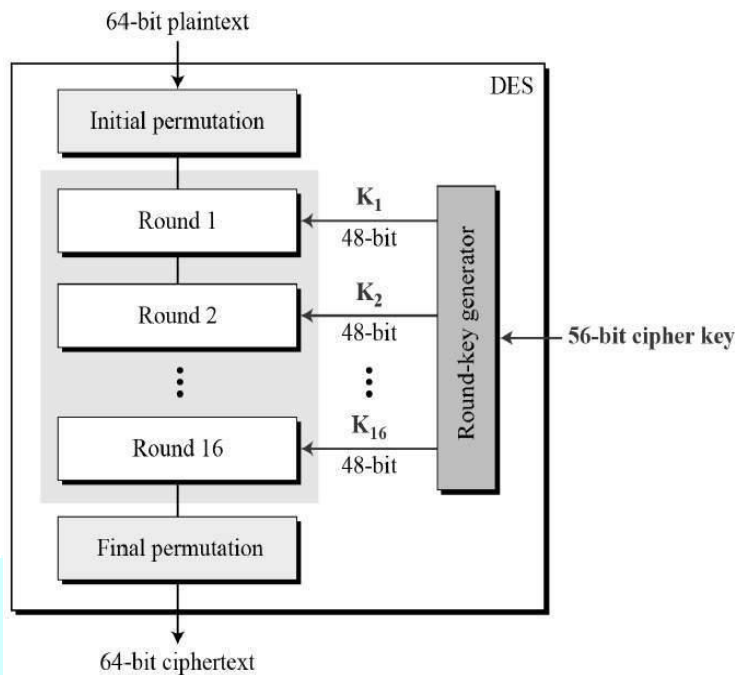 64-bit plaintext
DES
Initial permutation
Round 1
K1
48-bit
Round 2
K2
48-bit
Round 16
K16
48-bit
Round-key generator
56-bit cipher key
Final permutation
64-bit ciphertext